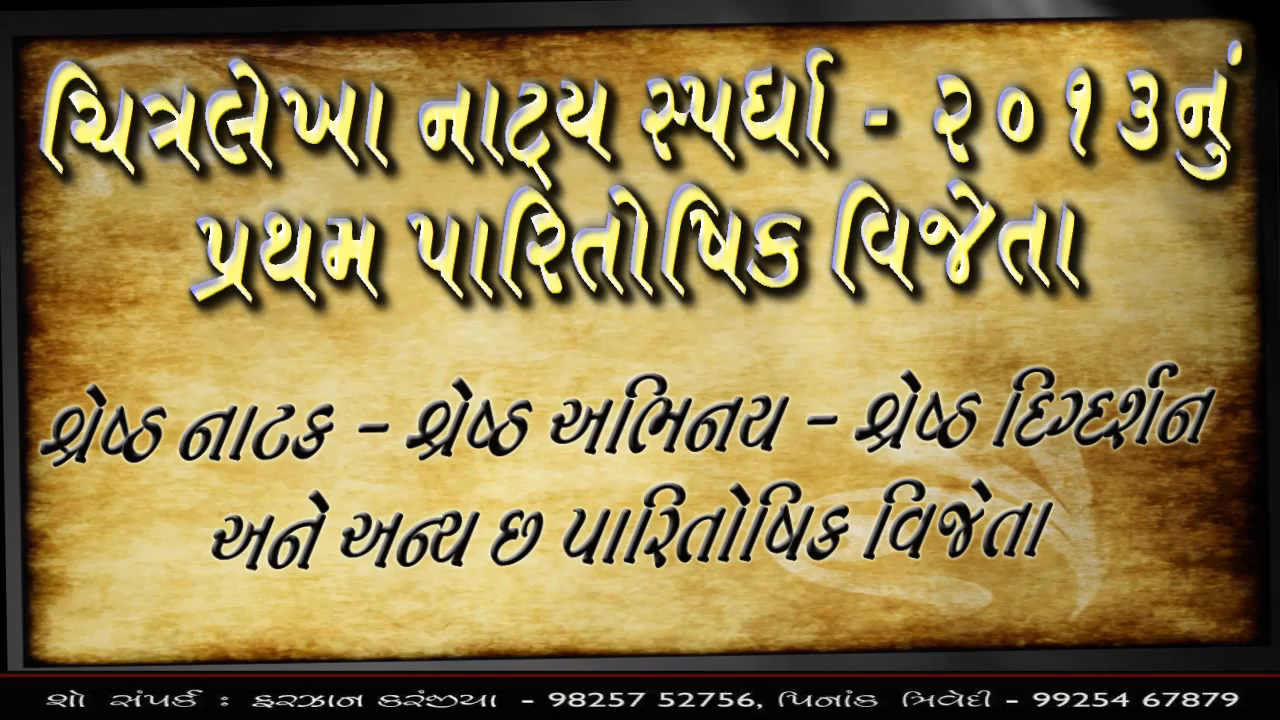 ચિત્રલેખા નાટ્ય સ્પર્ધા - ૨૦૧૩નું
પ્રથમ પારિતોષિક વિજેતા
શ્રેષ્ઠ નાટક - શ્રેષ્ઠ અભિનય - શ્રેષ્ઠ દિગ્દર્શન
અને અન્ય છ પારિતોષિક વિજેતા
શો સંપર્ક : ફરઝાન કરંજીયા - 98257 52756, પિનાંક ત્રિવેદી - 99254 67879